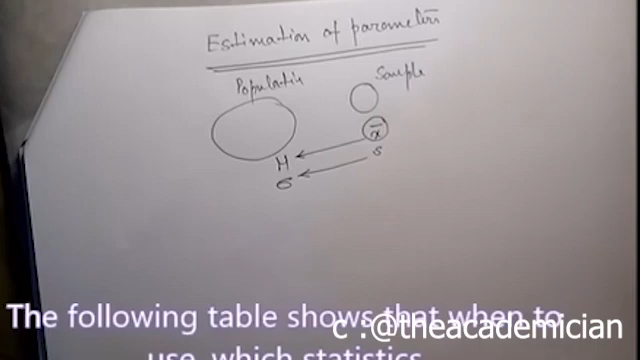 Estimation of parameters
Population Sample
x̄
μ s
σ
The following table shows that when to
c :@theacademician
use, which statistics